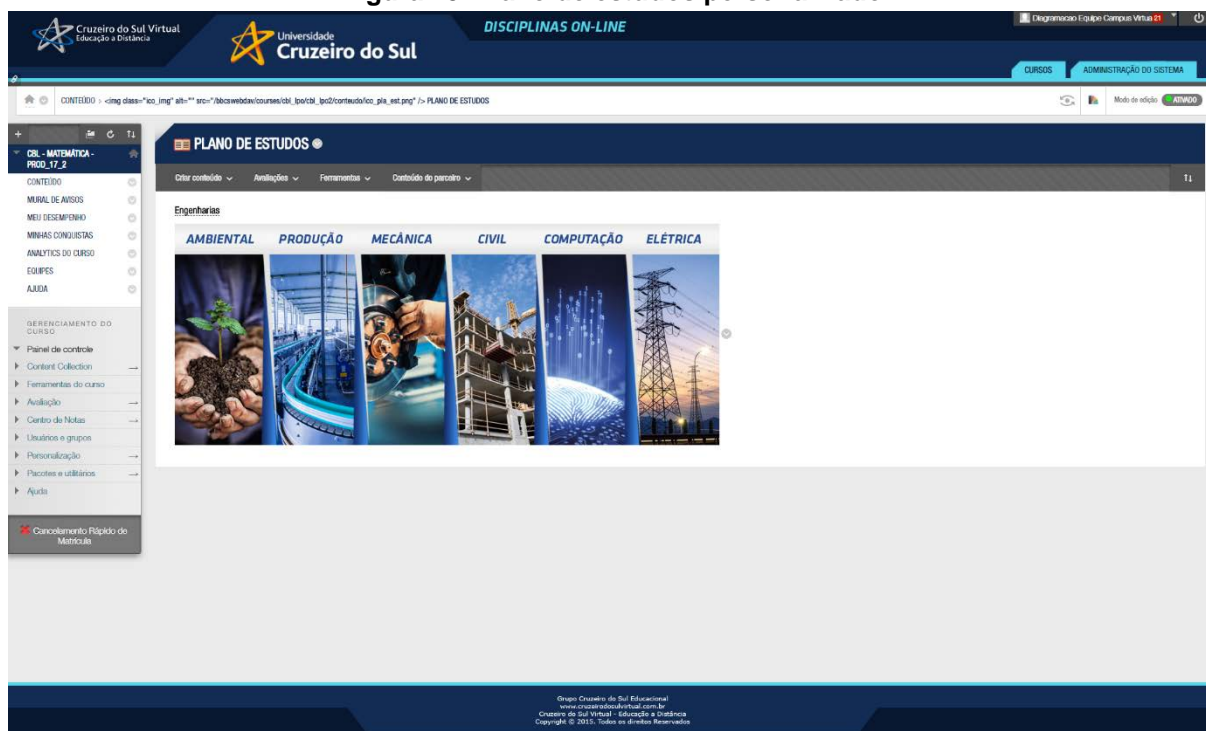 Cruzeiro do Sul Virtual
Educação a Distância
Universidade
Cruzeiro do Sul
DISCIPLINAS ON-LINE
Diagramacao Equipe Campus Virtua 21
CURSOS
ADMINISTRAÇÃO DO SISTEMA
CONTEÚDO > <img class="ico_img" alt="" src="/bbcswebdav/courses/cbl_lpo/cbl_lpo2/conteudo/ico_pla_est.png" /> PLANO DE ESTUDOS
Modo de edição ATIVADO
CBL - MATEMÁTICA -
PROD_17_2
CONTEÚDO
MURAL DE AVISOS
MEU DESEMPENHO
MINHAS CONQUISTAS
ANALYTICS DO CURSO
EQUIPES
AJUDA
GERENCIAMENTO DO
CURSO
Painel de controle
Content Collection
Ferramentas do curso
Avaliação
Centro de Notas
Usuários e grupos
Personalização
Pacotes e utilitários
Ajuda
Cancelamento Rápido de
Matrícula
PLANO DE ESTUDOS
Criar conteúdo Avaliações Ferramentas Conteúdo do parceiro
Engenharias
AMBIENTAL PRODUÇÃO MECÂNICA CIVIL COMPUTAÇÃO ELÉTRICA
Grupo Cruzeiro do Sul Educacional
www.cruzeirodosulvirtual.com.br
Cruzeiro do Sul Virtual - Educação a Distância
Copyright © 2015. Todos os direitos Reservados